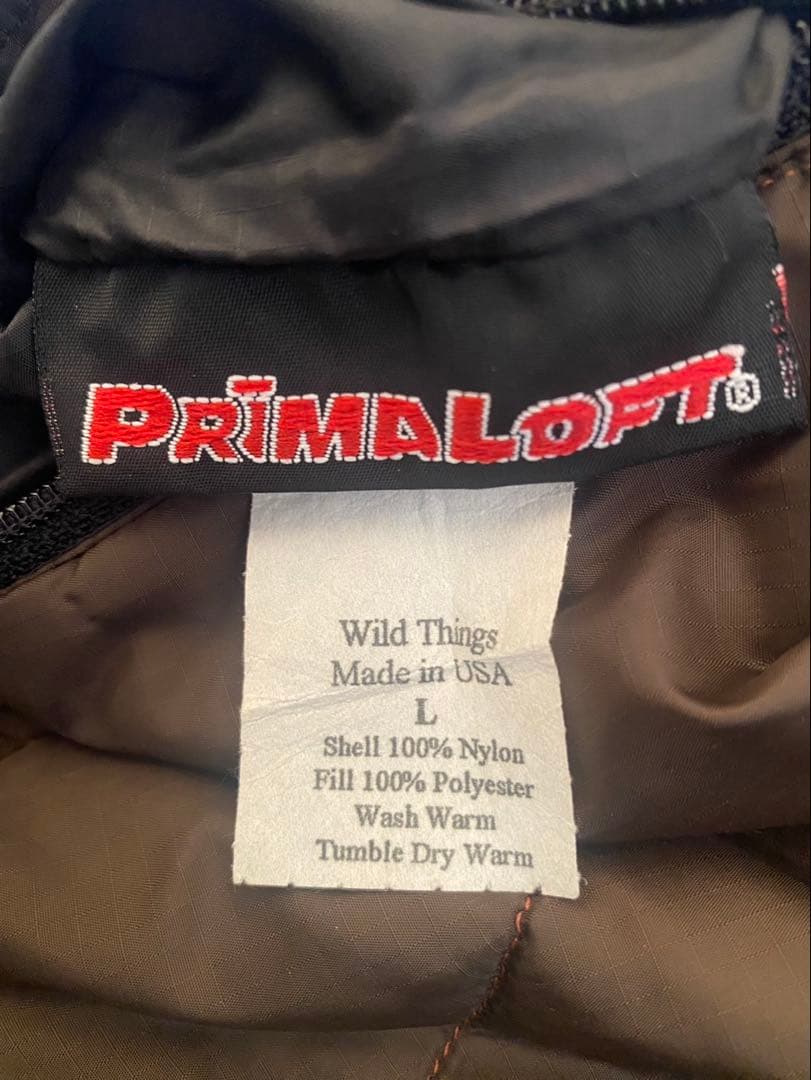 PRIMALOFT®
Wild Things
Made in USA
L
Shell 100% Nylon
Fill 100% Polyester
Wash Warm
Tumble Dry Warm